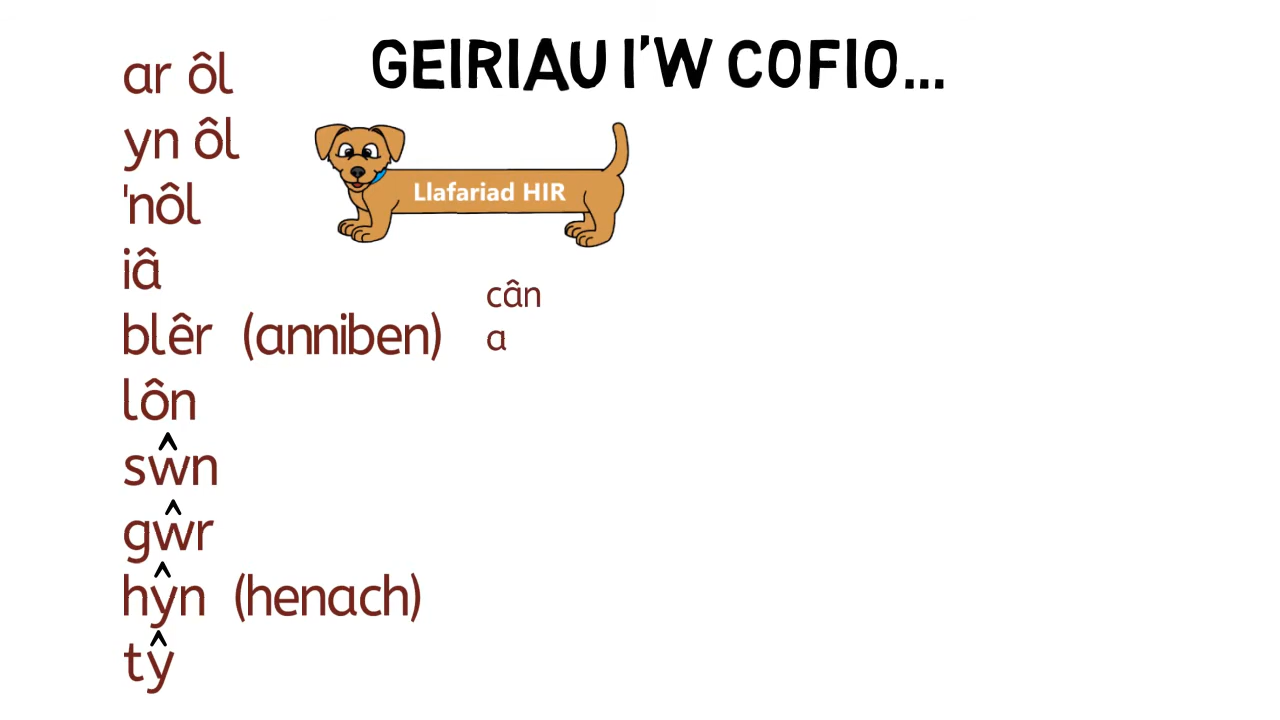 GEIRIAU I'W COFIO...
ar ôl
yn ôl
'nôl
iâ
blêr (anniben)
lôn
sŵn
gŵr
hŷn (henach)
tŷ
Llafariad HIR
cân
a